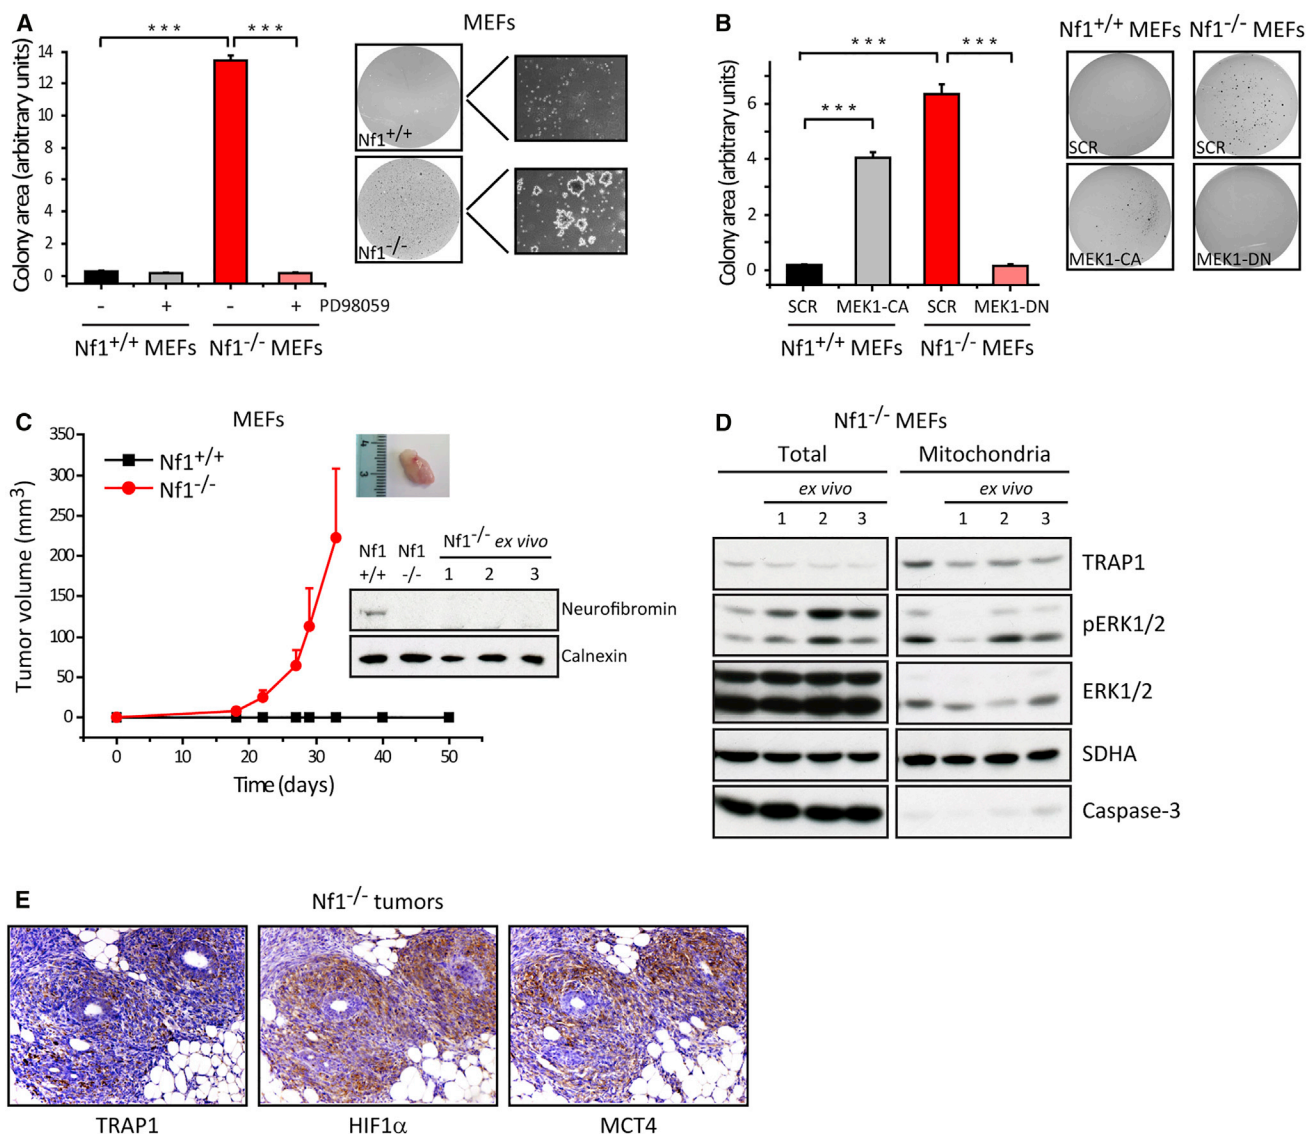 A
MEFs
* * *
* * *
Colony area (arbitrary units)
14
12
10
8
6
4
2
0
-
+
-
+
PD98059
Nf1+/+ MEFs
Nf1-/- MEFs
Nf1+/+
Nf1-/-
B
Nf1+/+ MEFs
Nf1-/- MEFs
* * *
* * *
* * *
Colony area (arbitrary units)
6
4
2
0
SCR
MEK1-CA
SCR
MEK1-DN
Nf1+/+ MEFs
Nf1-/- MEFs
SCR
SCR
MEK1-CA
MEK1-DN
C
MEFs
Tumor volume (mm3)
350
300
250
200
150
100
50
0
Nf1+/+
Nf1-/-
4
3
0
10
20
30
40
50
Time (days)
Nf1
+/+
Nf1
-/-
Nf1-/- ex vivo
1
2
3
Neurofibromin
Calnexin
D
Nf1-/- MEFs
Total
Mitochondria
ex vivo
ex vivo
1
2
3
1
2
3
TRAP1
pERK1/2
ERK1/2
SDHA
Caspase-3
E
Nf1-/- tumors
TRAP1
HIF1α
MCT4